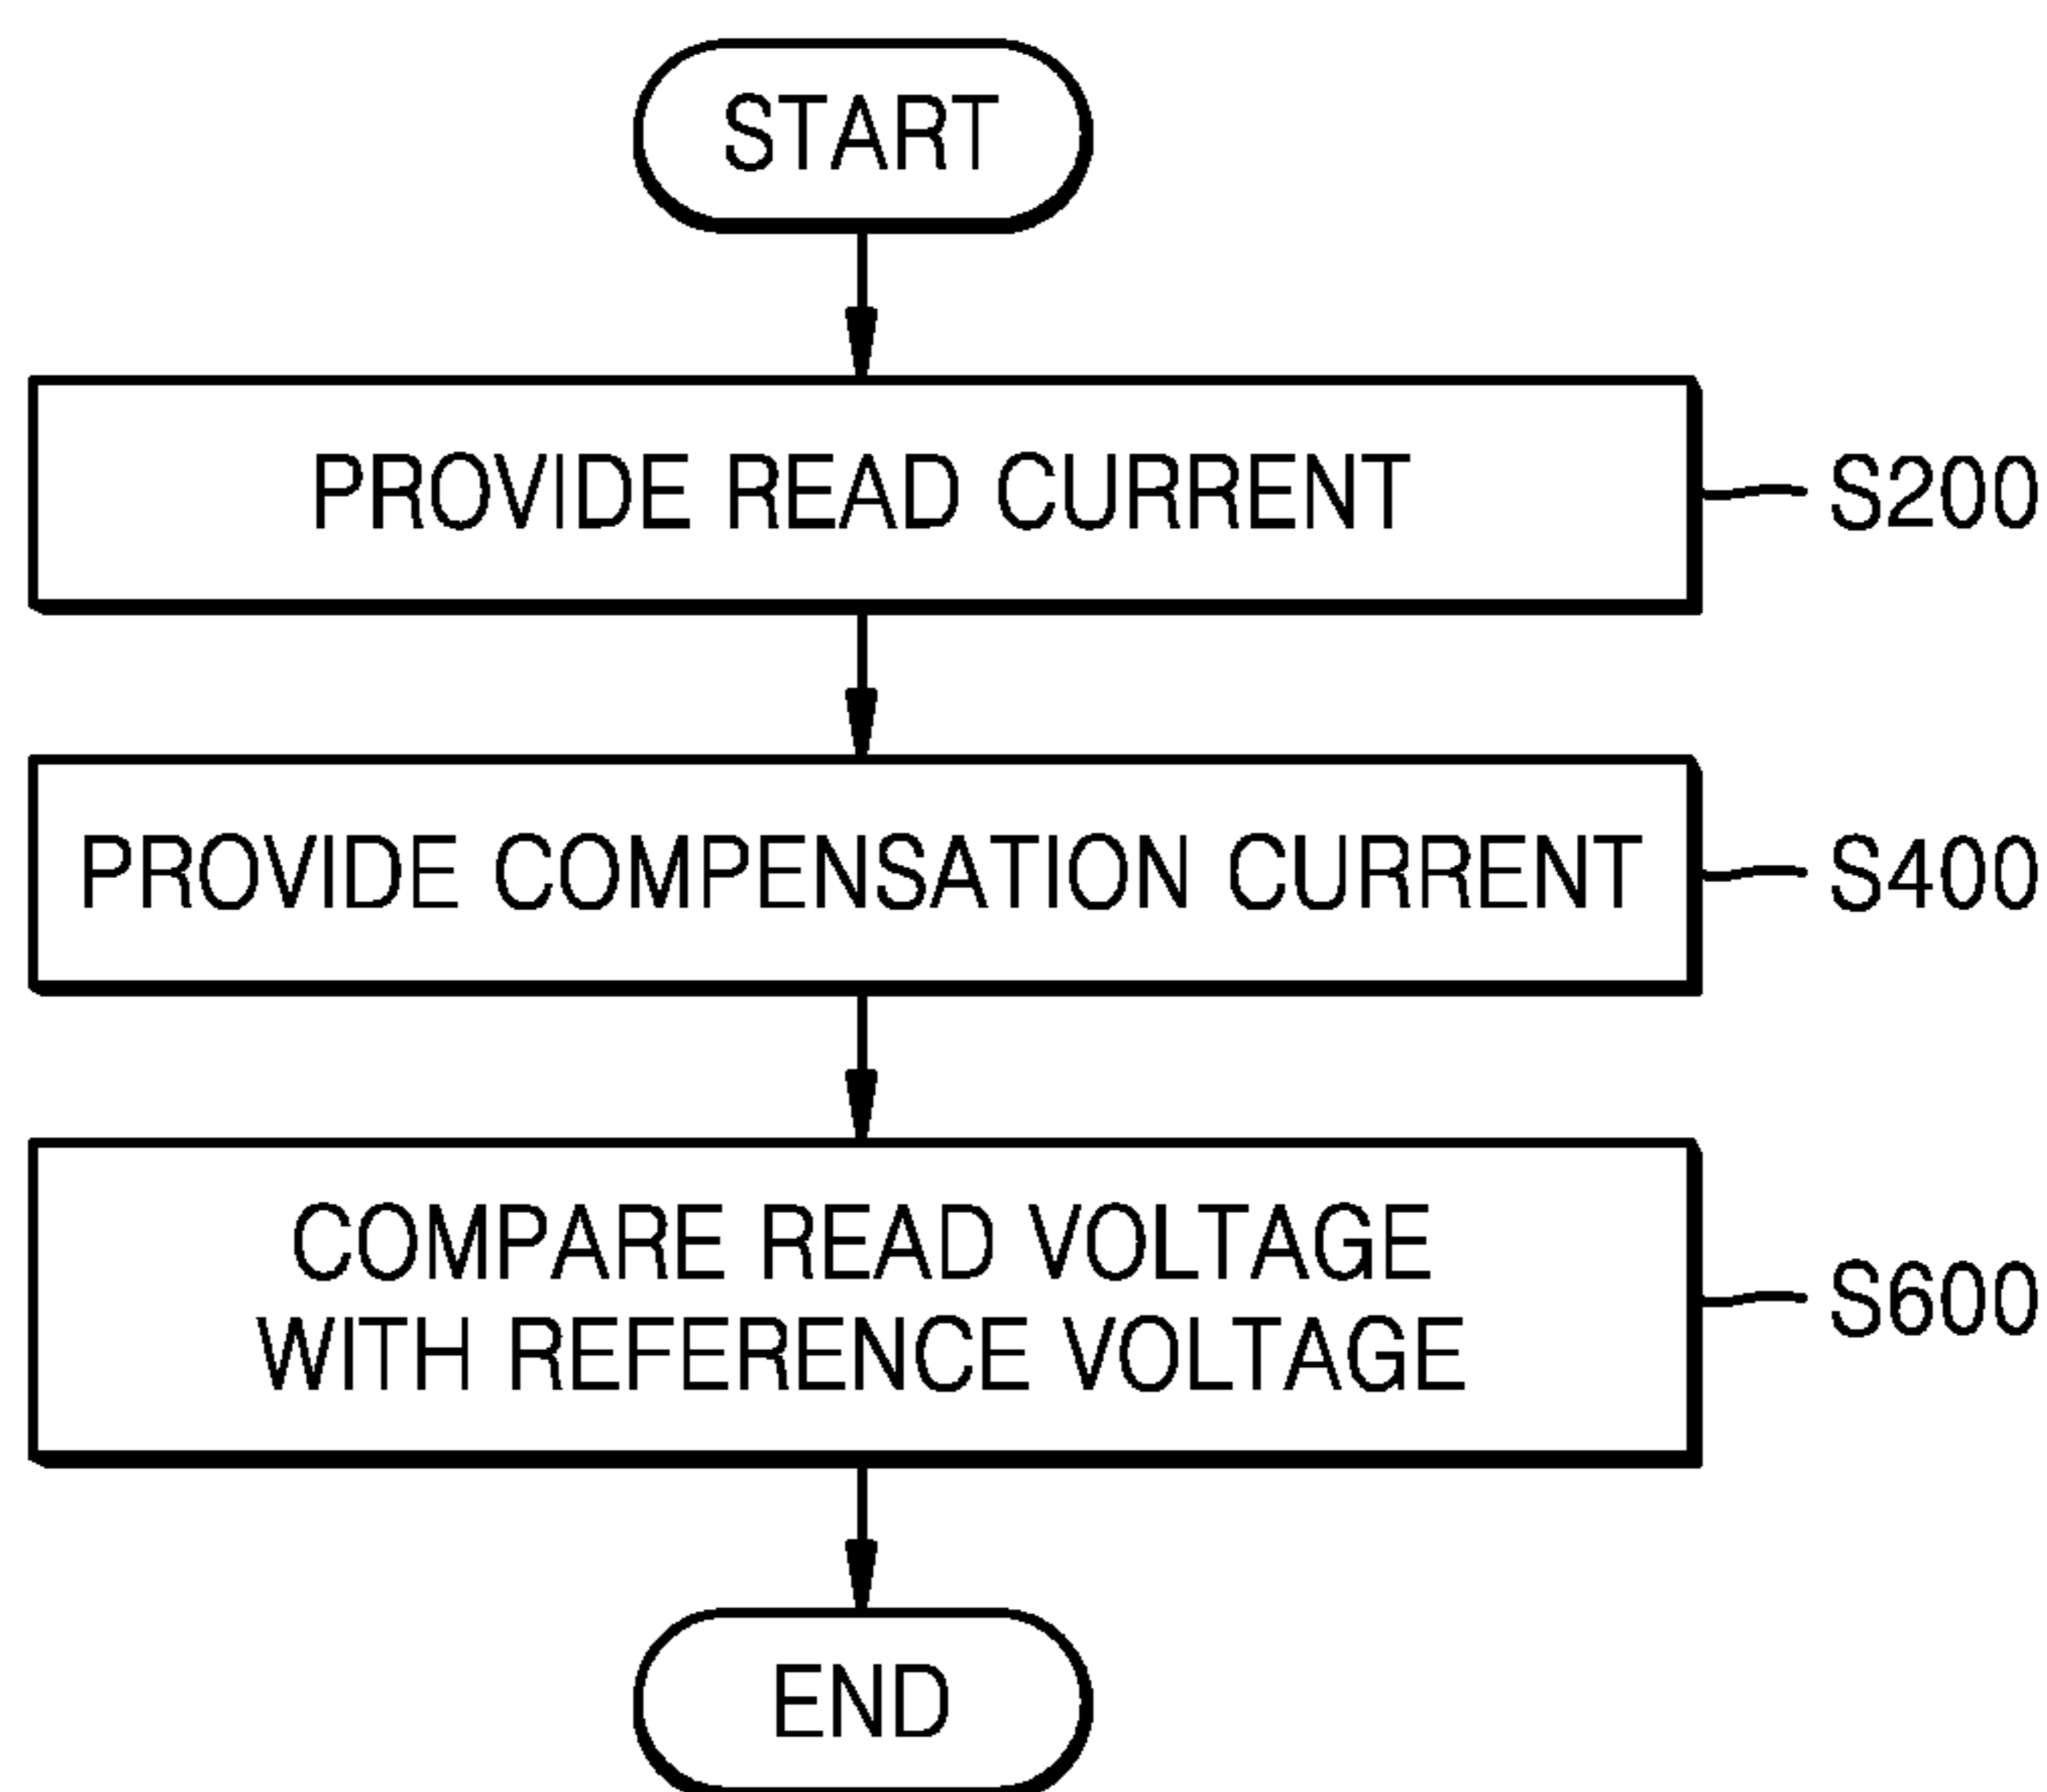 START
PROVIDE READ CURRENT
S200
PROVIDE COMPENSATION CURRENT
S400
COMPARE READ VOLTAGE
WITH REFERENCE VOLTAGE
S600
END